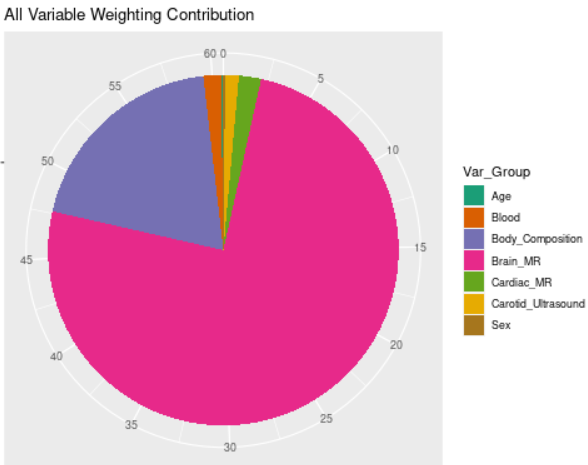 All Variable Weighting Contribution
60 0
5
55
10
50
15
45
20
40
25
35
30
Var_Group
Age
Blood
Body_Composition
Brain_MR
Cardiac_MR
Carotid_Ultrasound
Sex